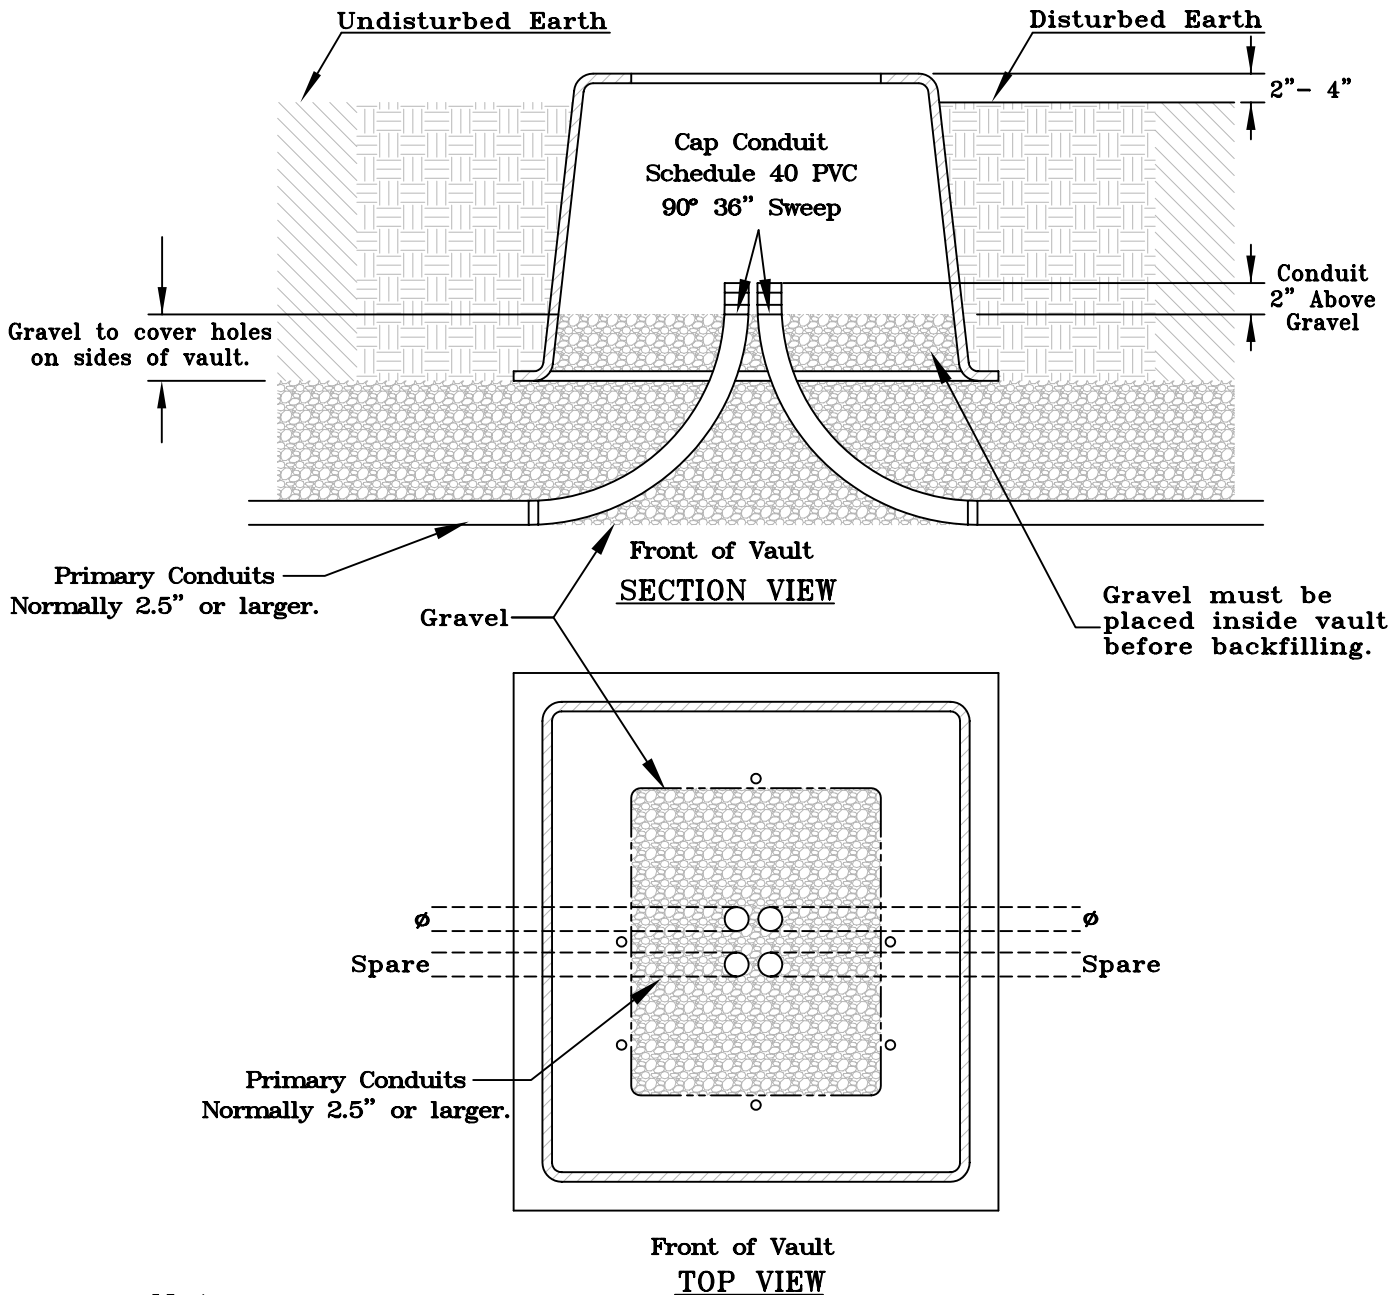 Undisturbed Earth
Disturbed Earth
2"- 4"
Cap Conduit
Schedule 40 PVC
90° 36" Sweep
Conduit
2" Above
Gravel
Gravel to cover holes
on sides of vault.
Front of Vault
SECTION VIEW
Primary Conduits
Normally 2.5" or larger.
Gravel
Gravel must be
placed inside vault
before backfilling.
ø
ø
Spare
Spare
Primary Conduits
Normally 2.5" or larger.
Front of Vault
TOP VIEW